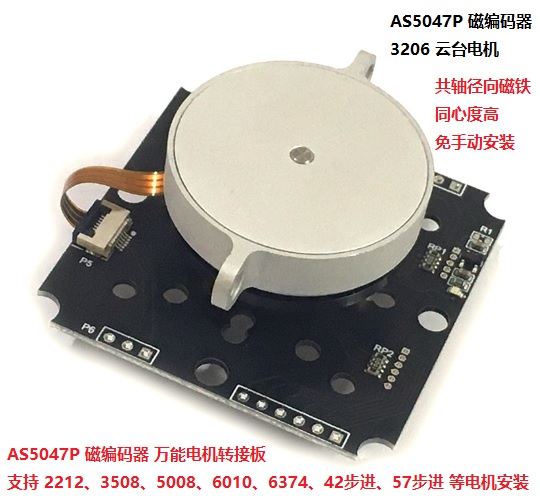 AS5047P 磁编码器
3206 云台电机
共轴径向磁铁
同心度高
免手动安装
R1
RP1
P5
P6
RP2
AS5047P 磁编码器 万能电机转接板
支持 2212、3508、5008、6010、6374、42步进、57步进 等电机安装